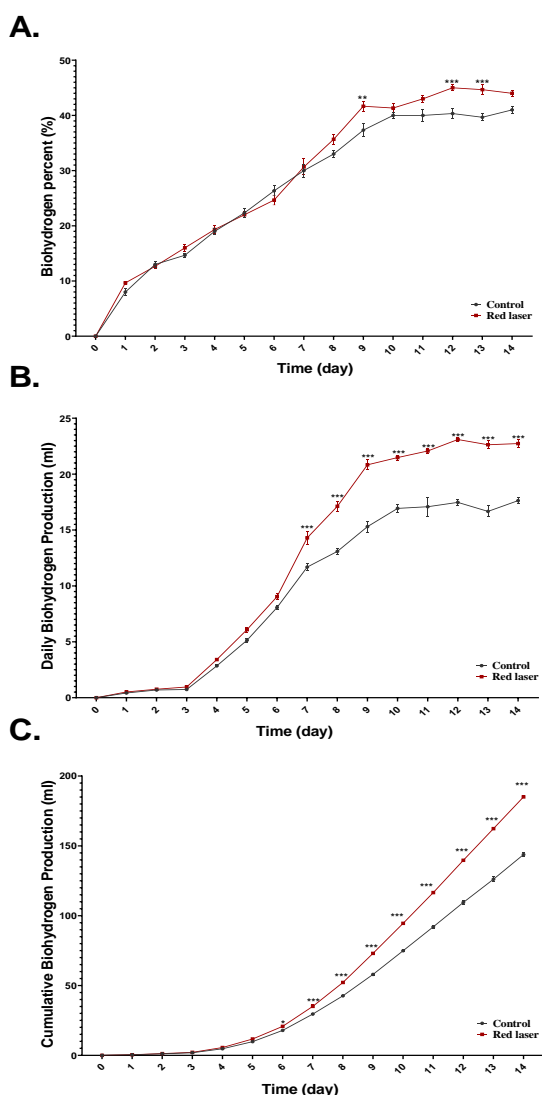 A.
Biohydrogen percent (%)
50
40
30
20
10
0
** *** ***
Control
Red laser
0 1 2 3 4 5 6 7 8 9 10 11 12 13 14
Time (day)
B.
Daily Biohydrogen Production (ml)
25
20
15
10
5
0
*** *** *** *** *** *** *** ***
Control
Red laser
0 1 2 3 4 5 6 7 8 9 10 11 12 13 14
Time (day)
C.
Cumulative Biohydrogen Production (ml)
200
150
100
50
0
* *** *** *** *** *** *** *** ***
Control
Red laser
0 1 2 3 4 5 6 7 8 9 10 11 12 13 14
Time (day)